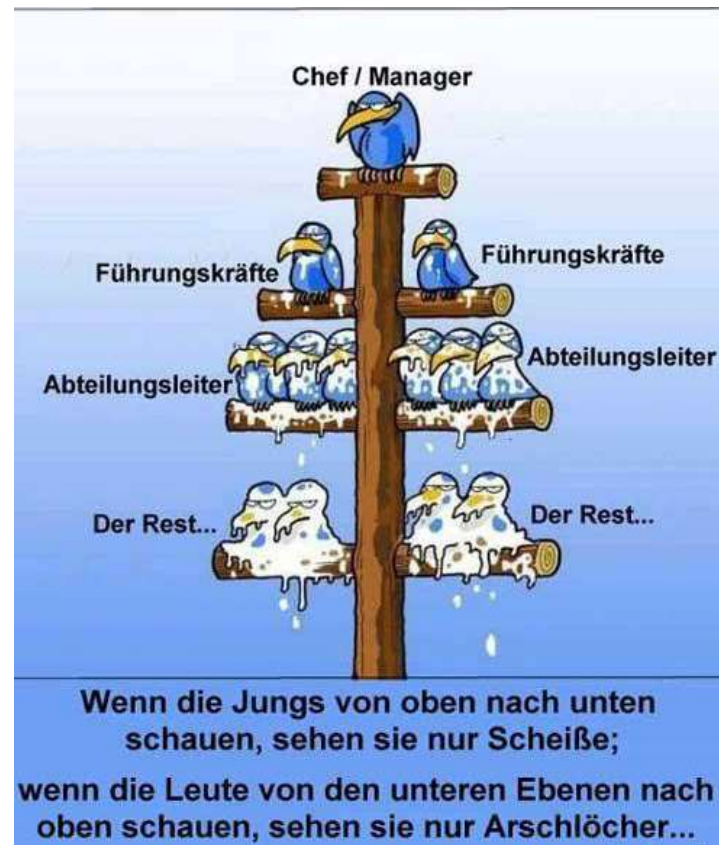 Chef / Manager
Führungskräfte
Führungskräfte
Abteilungsleiter
Abteilungsleiter
Der Rest...
Der Rest...
Wenn die Jungs von oben nach unten
schauen, sehen sie nur Scheiße;
wenn die Leute von den unteren Ebenen nach
oben schauen, sehen sie nur Arschlöcher...